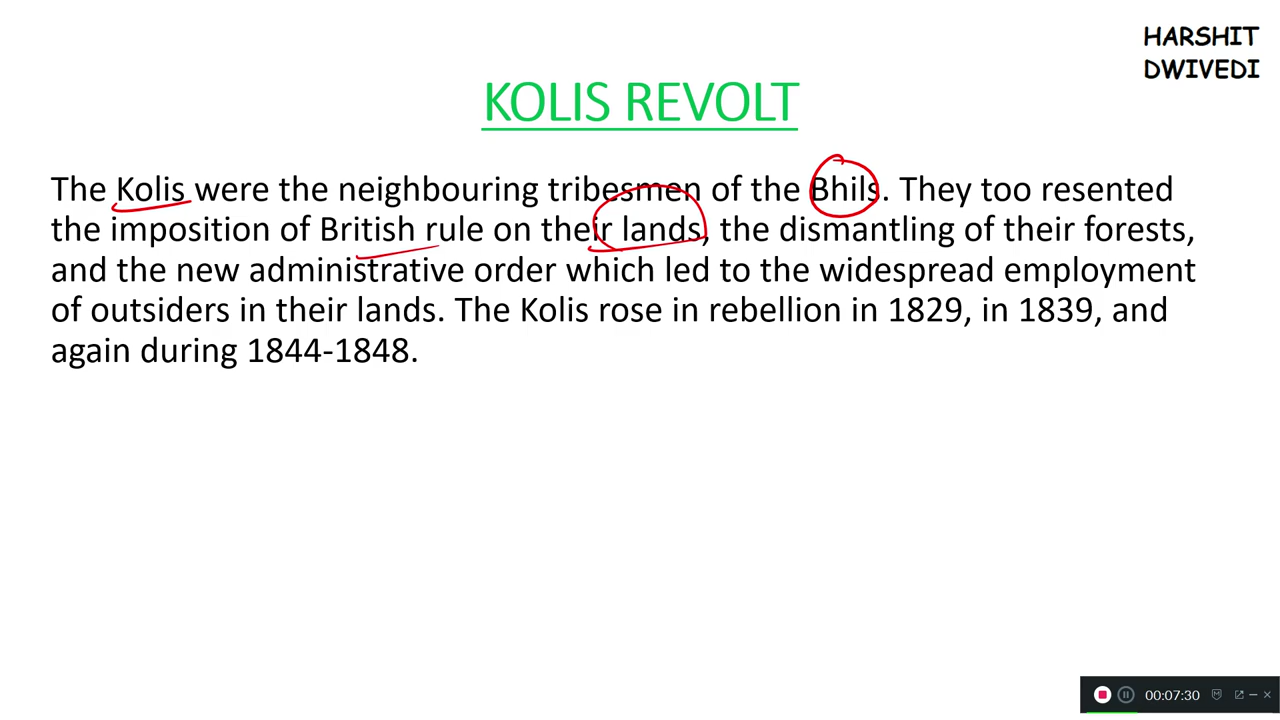 HARSHIT
DWIVEDI
KOLIS REVOLT
The Kolis were the neighbouring tribesmen of the Bhils. They too resented
the imposition of British rule on their lands, the dismantling of their forests,
and the new administrative order which led to the widespread employment
of outsiders in their lands. The Kolis rose in rebellion in 1829, in 1839, and
again during 1844-1848.
00:07:30